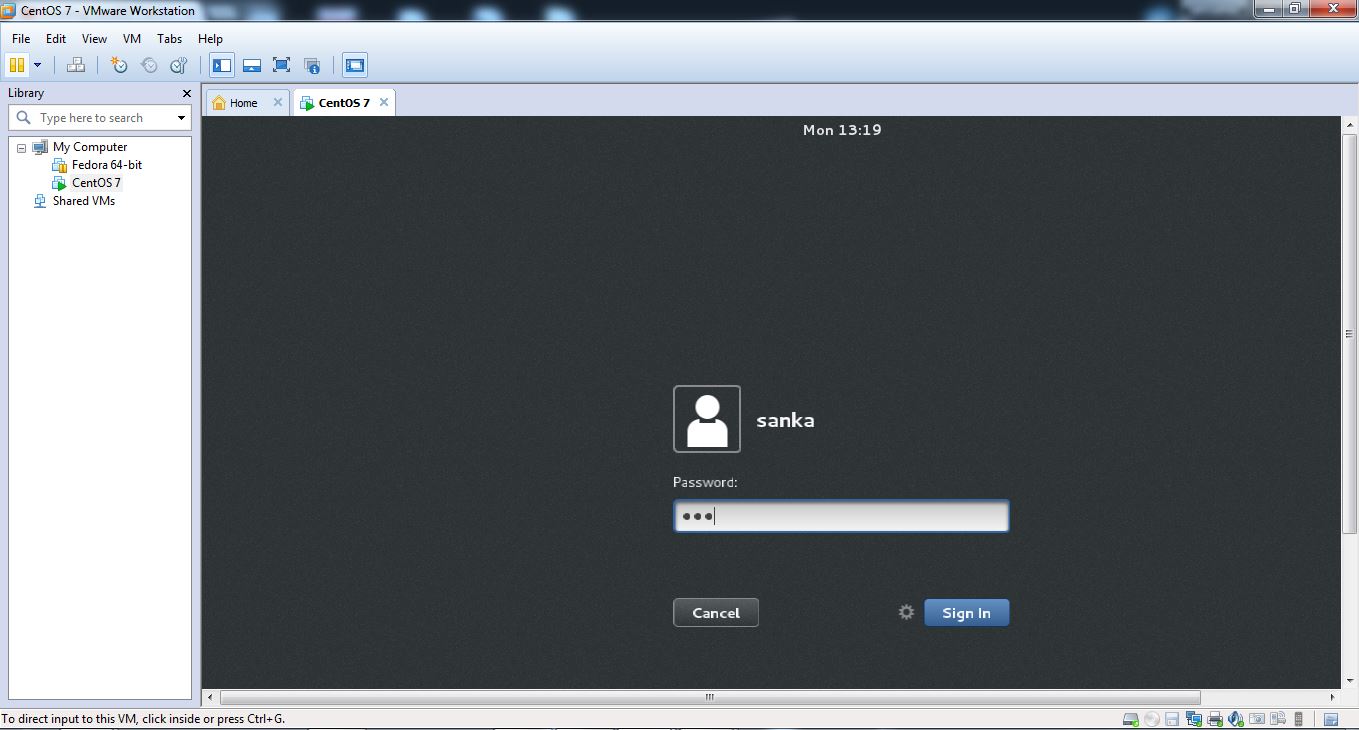 CentOS 7 - VMware Workstation
File Edit View VM Tabs Help
Library
Home CentOS 7
Type here to search
Mon 13:19
My Computer
Fedora 64-bit
CentOS 7
Shared VMs
sanka
Password:
Cancel Sign In
To direct input to this VM, click inside or press Ctrl+G.